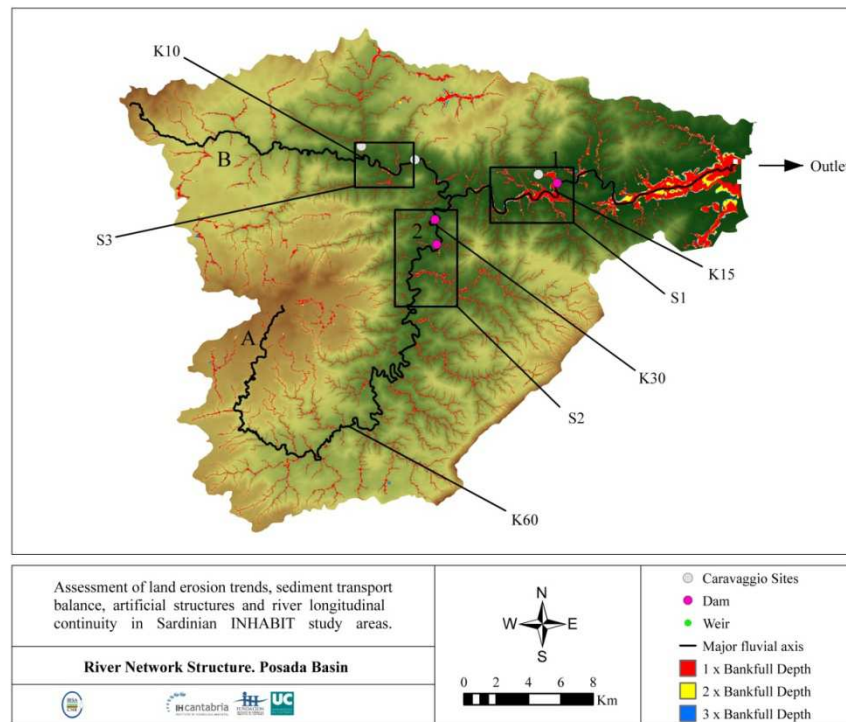 K10
B
1
Outlet
S3
2
K15
S1
A
K30
S2
K60
Assessment of land erosion trends, sediment transport
balance, artificial structures and river longitudinal
continuity in Sardinian INHABIT study areas.
River Network Structure. Posada Basin
IHcantabria
IH
UC
N
W E
S
0 2 4 6 8
Km
Caravaggio Sites
Dam
Weir
Major fluvial axis
1 x Bankfull Depth
2 x Bankfull Depth
3 x Bankfull Depth